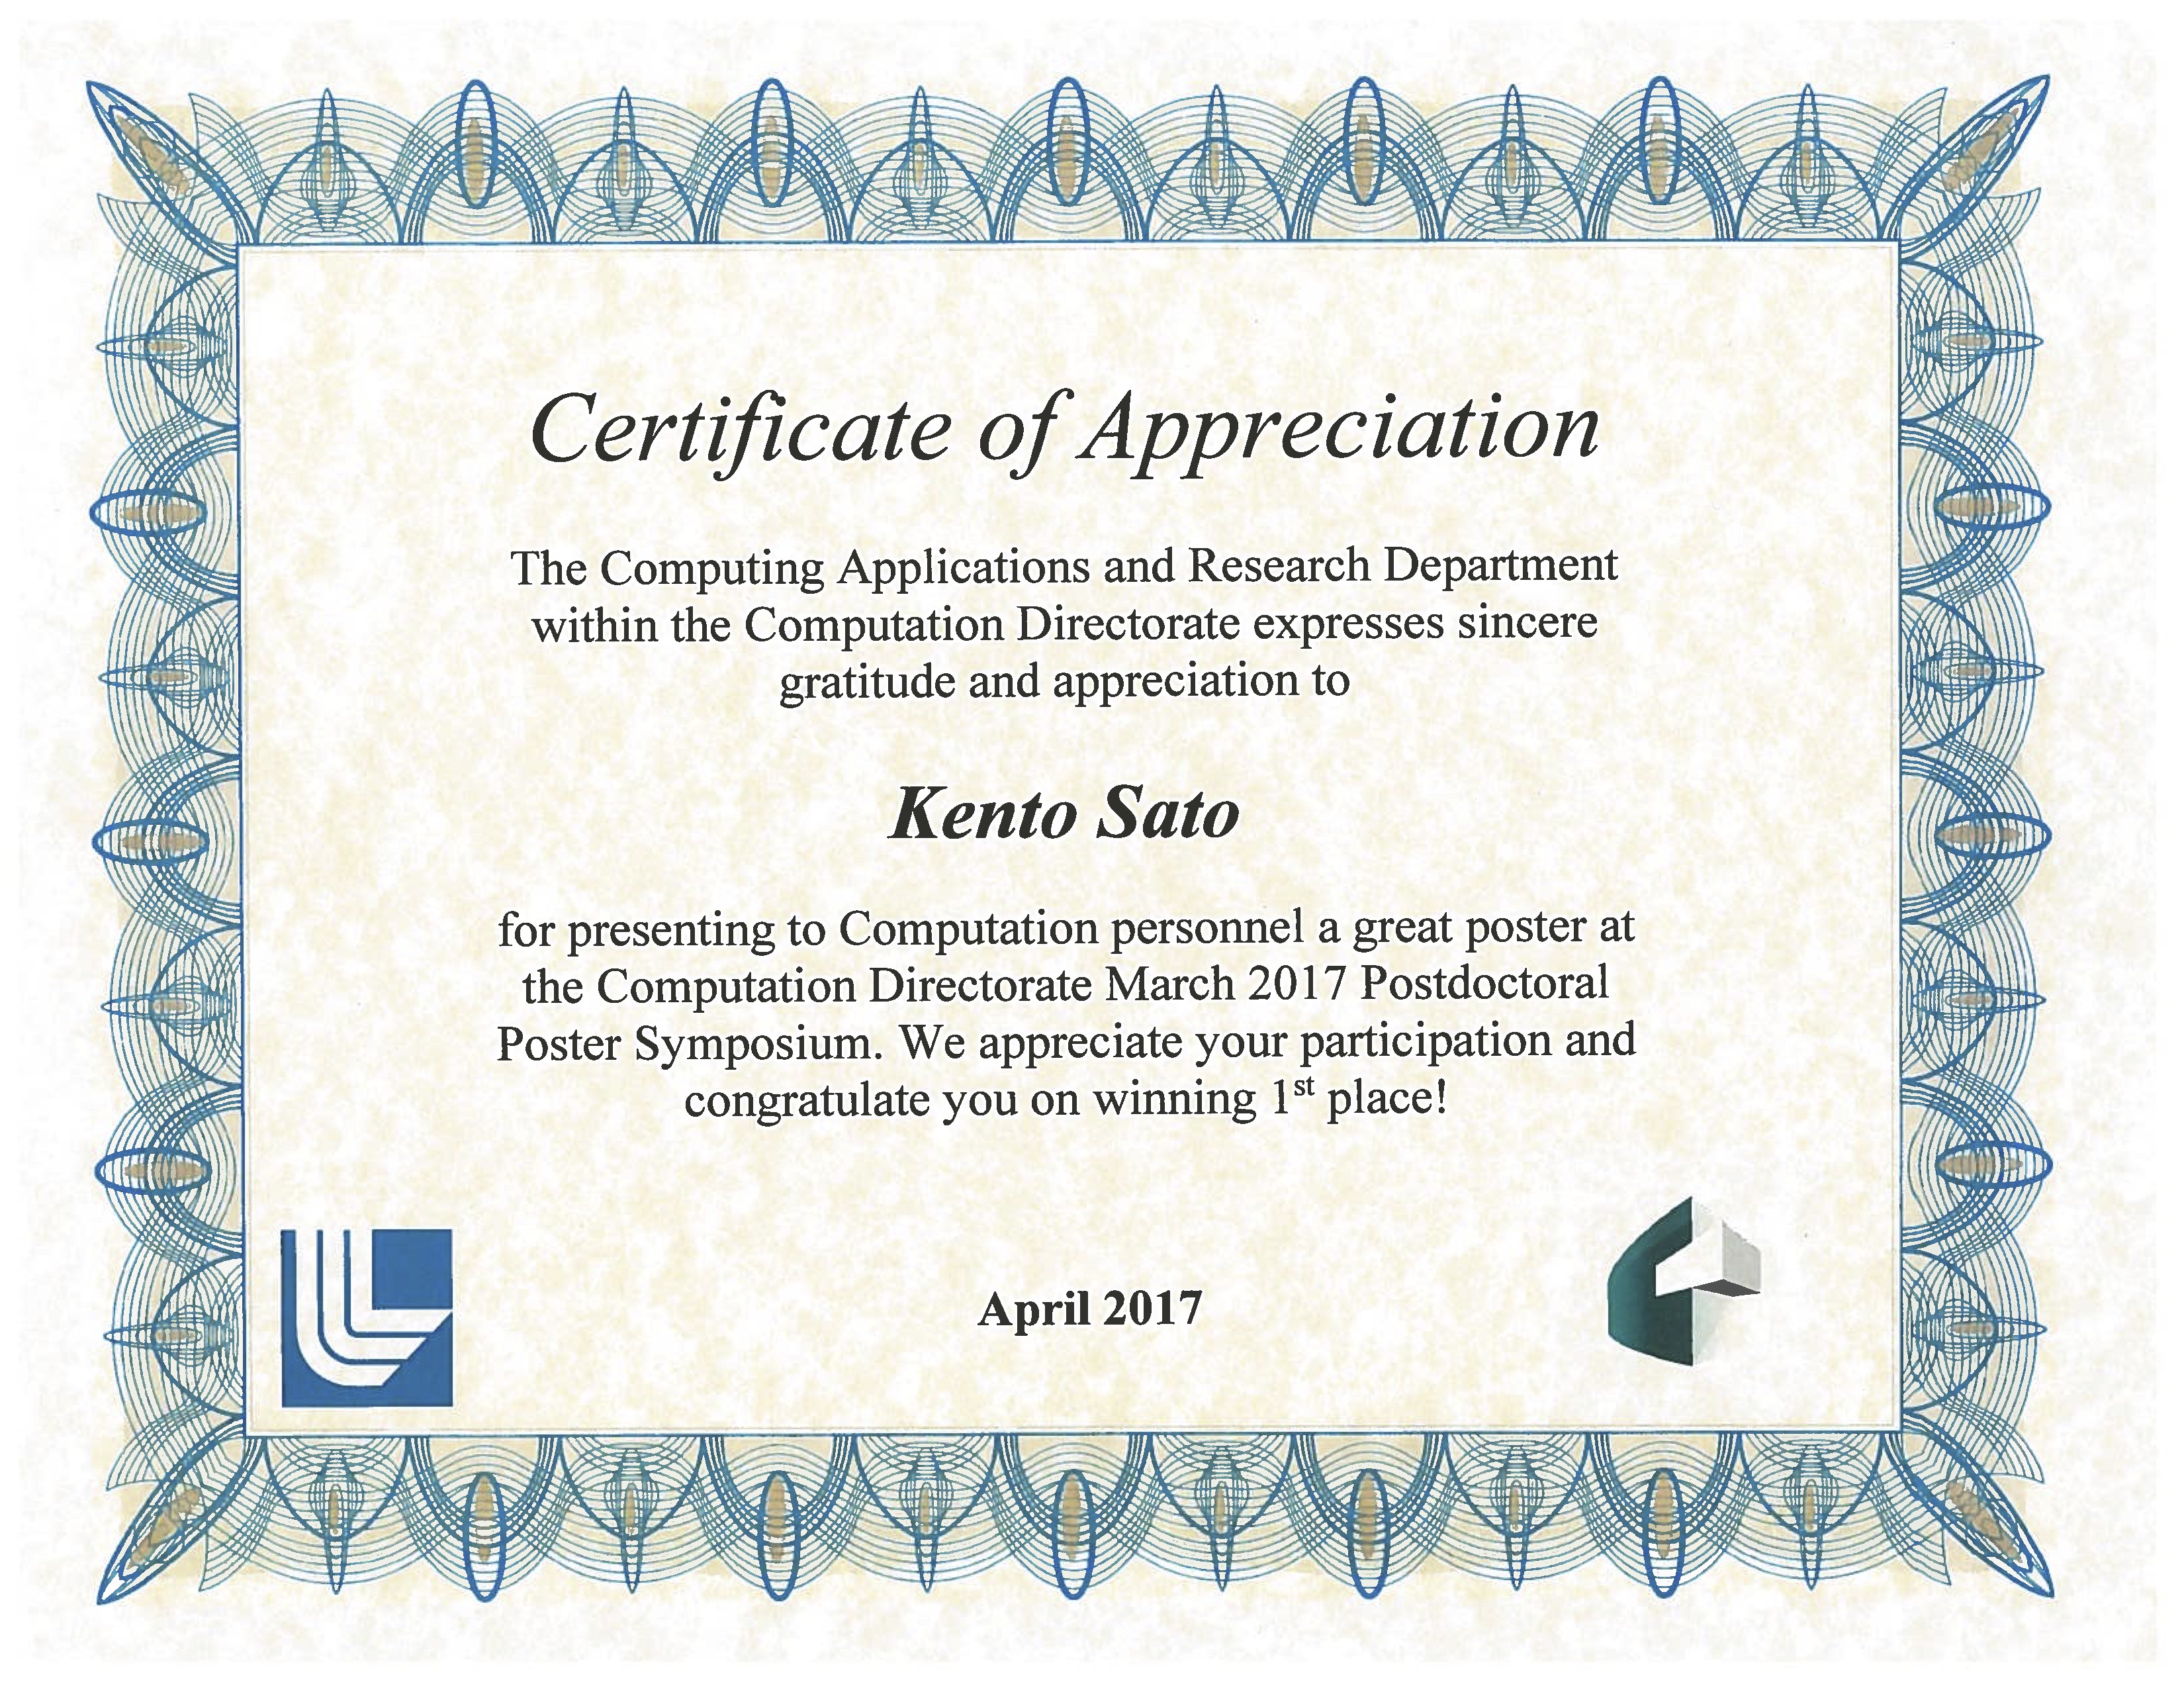 Certificate of Appreciation
The Computing Applications and Research Department
within the Computation Directorate expresses sincere
gratitude and appreciation to
Kento Sato
for presenting to Computation personnel a great poster at
the Computation Directorate March 2017 Postdoctoral
Poster Symposium. We appreciate your participation and
congratulate you on winning 1st place!
April 2017